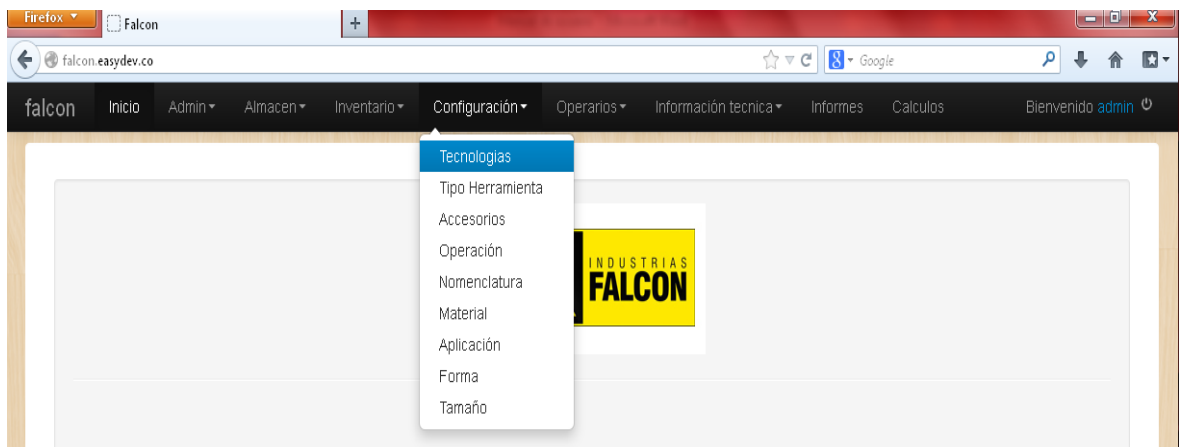 Firefox
Falcon
+
falcon.easydev.co
8 Google
falcon Inicio Admin Almacen Inventario Configuración Operarios Información tecnica Informes Calculos Bienvenido admin
Tecnologias
Tipo Herramienta
Accesorios
Operación
Nomenclatura
Material
Aplicación
Forma
Tamaño
INDUSTRIAS
FALCON